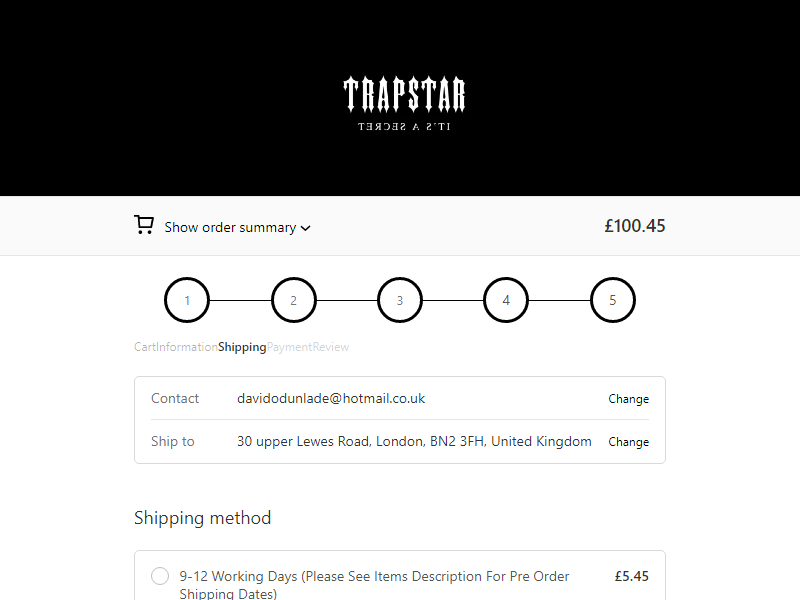 TRAPSTAR
IT'S A SECRET
Show order summary
£100.45
1 2 3 4 5
CartInformationShippingPaymentReview
Contact davidodunlade@hotmail.co.uk Change
Ship to 30 upper Lewes Road, London, BN2 3FH, United Kingdom Change
Shipping method
9-12 Working Days (Please See Items Description For Pre Order £5.45
Shipping Dates)